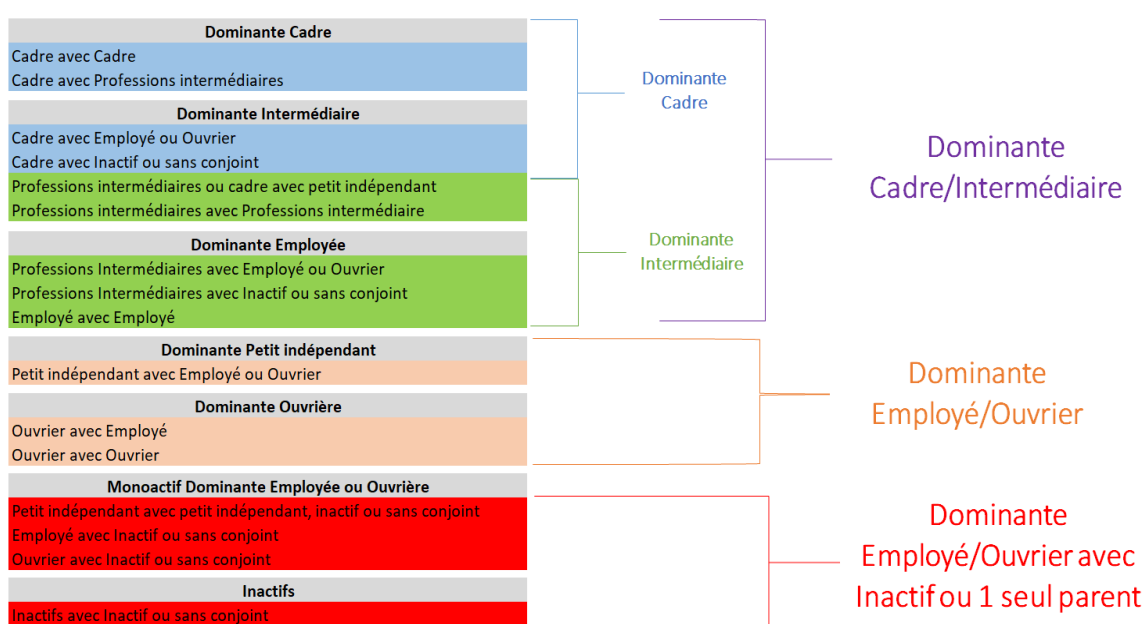 Dominante Cadre
Cadre avec Cadre
Cadre avec Professions intermédiaires
Dominante Intermédiaire
Cadre avec Employé ou Ouvrier
Cadre avec Inactif ou sans conjoint
Professions intermédiaires ou cadre avec petit indépendant
Professions intermédiaires avec Professions intermédiaire
Dominante Employée
Professions Intermédiaires avec Employé ou Ouvrier
Professions Intermédiaires avec Inactif ou sans conjoint
Employé avec Employé
Dominante Petit indépendant
Petit indépendant avec Employé ou Ouvrier
Dominante Ouvrière
Ouvrier avec Employé
Ouvrier avec Ouvrier
Monoactif Dominante Employée ou Ouvrière
Petit indépendant avec petit indépendant, inactif ou sans conjoint
Employé avec Inactif ou sans conjoint
Ouvrier avec Inactif ou sans conjoint
Inactifs
Inactifs avec Inactif ou sans conjoint
Dominante
Cadre
Dominante
Intermédiaire
Dominante
Cadre/Intermédiaire
Dominante
Employé/Ouvrier
Dominante
Employé/Ouvrier avec
Inactif ou 1 seul parent